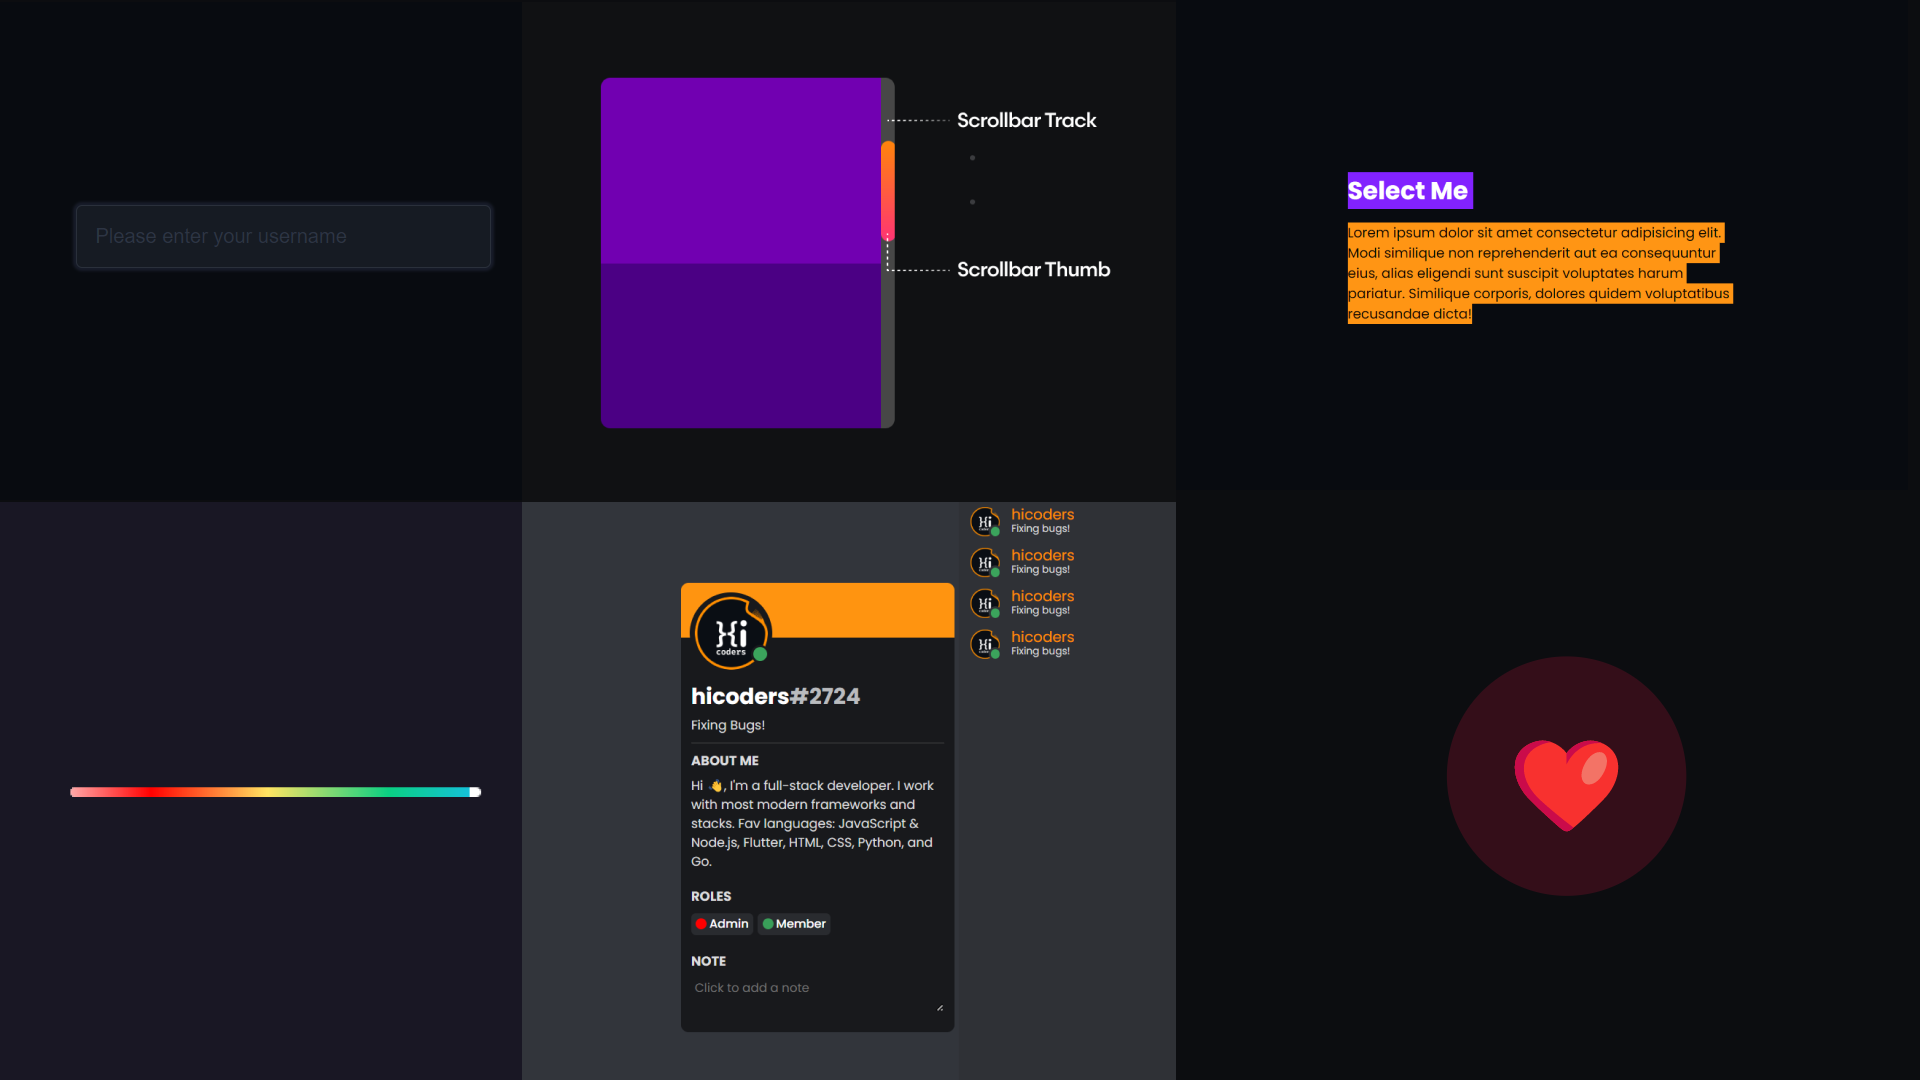 Please enter your username
Scrollbar Track
Scrollbar Thumb
Select Me
Lorem ipsum dolor sit amet consectetur adipisicing elit.
Modi similique non reprehenderit aut ea consequuntur
eius, alias eligendi sunt suscipit voluptates harum
pariatur. Similique corporis, dolores quidem voluptatibus
recusandae dicta!
Hi
coders
hicoders#2724
Fixing Bugs!
ABOUT ME
Hi 👋, I'm a full-stack developer. I work
with most modern frameworks and
stacks. Fav languages: JavaScript &
Node.js, Flutter, HTML, CSS, Python, and
Go.
ROLES
Admin Member
NOTE
Click to add a note
Hi
hicoders
Fixing bugs!
Hi
hicoders
Fixing bugs!
Hi
hicoders
Fixing bugs!
Hi
hicoders
Fixing bugs!